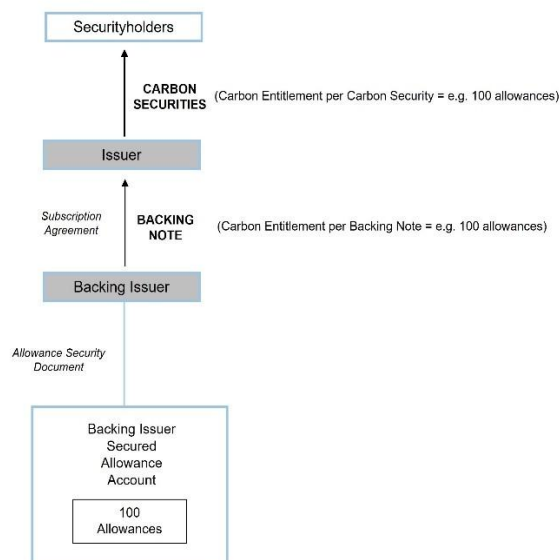 Securityholders
CARBON
SECURITIES
(Carbon Entitlement per Carbon Security = e.g. 100 allowances)
Issuer
Subscription
Agreement
BACKING
NOTE
(Carbon Entitlement per Backing Note = e.g. 100 allowances)
Backing Issuer
Allowance Security
Document
Backing Issuer
Secured
Allowance
Account
100
Allowances